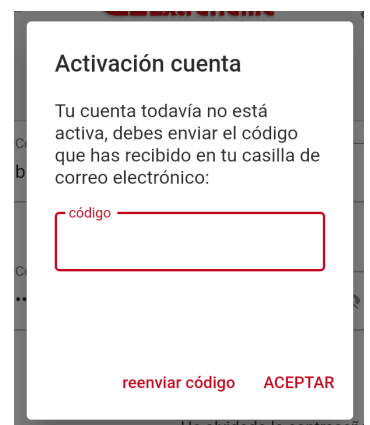 Activación cuenta
Tu cuenta todavía no está
activa, debes enviar el código
que has recibido en tu casilla de
correo electrónico:
código
reenviar código ACEPTAR